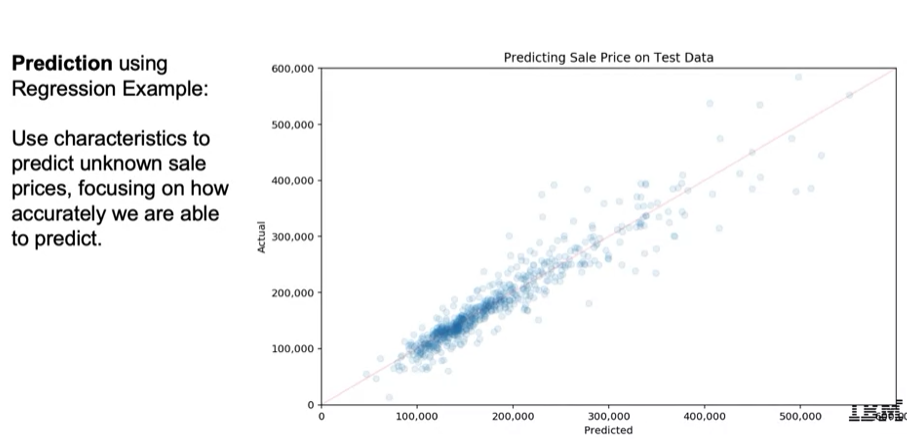 Prediction using
Regression Example:
Use characteristics to
predict unknown sale
prices, focusing on how
accurately we are able
to predict.
Predicting Sale Price on Test Data
600,000
500,000
400,000
300,000
200,000
100,000
0
Actual
0 100,000 200,000 300,000 400,000 500,000
Predicted
IBM